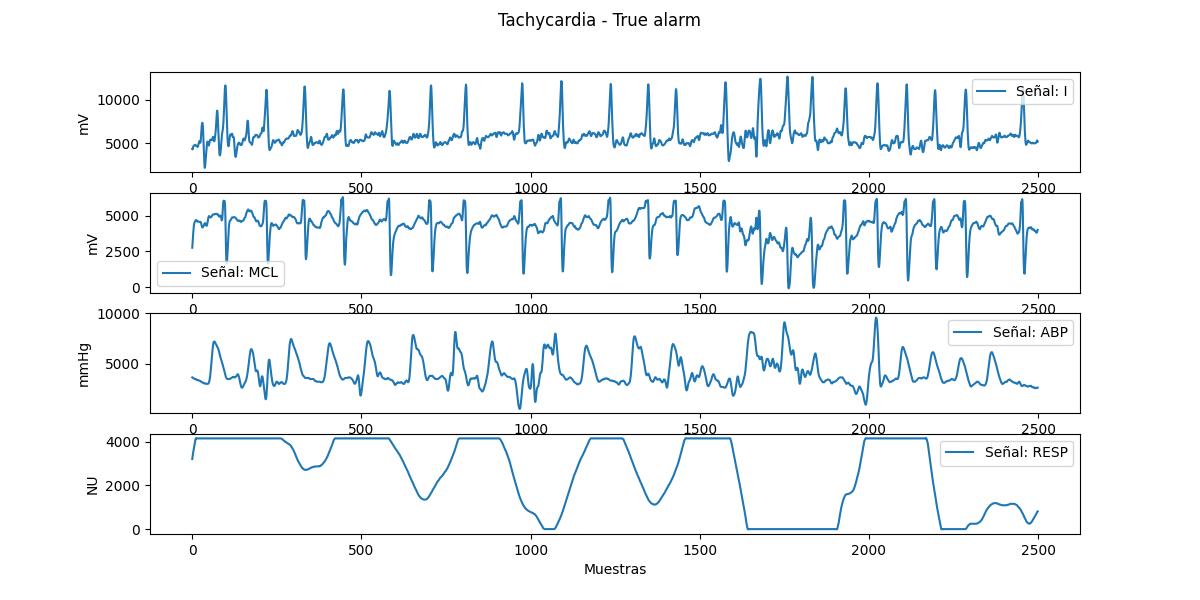 Tachycardia - True alarm
mV
10000
5000
Señal: I
0 500 1000 1500 2000 2500
mV
5000
2500
0
Señal: MCL
0 500 1000 1500 2000 2500
mmHg
10000
5000
Señal: ABP
0 500 1000 1500 2000 2500
NU
4000
2000
0
Señal: RESP
0 500 1000 1500 2000 2500
Muestras